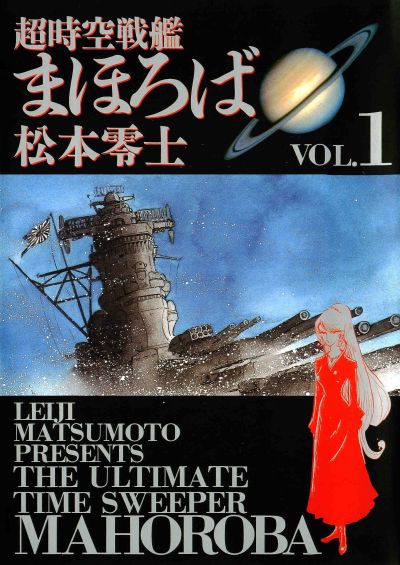 超時空戦艦
まほろば
松本零士
VOL.1
LEIJI
MATSUMOTO
PRESENTS
THE ULTIMATE
TIME SWEEPER
MAHOROBA